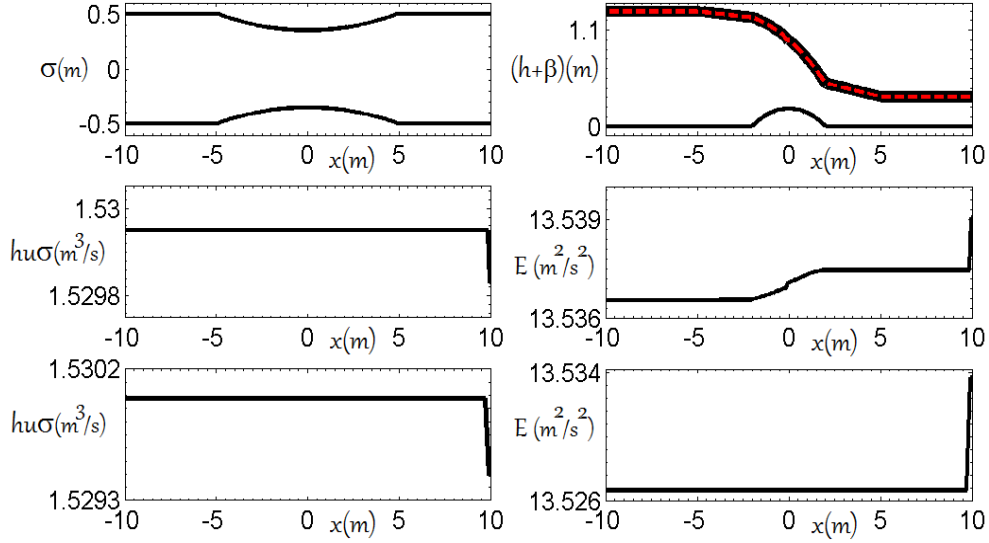 0.5
σ(m)
0
-0.5
-10 -5 0 5 10
x(m)
1.1
(h+β)(m)
0
-10 -5 0 5 10
x(m)
1.53
huσ(m³/s)
1.5298
-10 -5 0 5 10
x(m)
13.539
E(m²/s²)
13.536
-10 -5 0 5 10
x(m)
1.5302
huσ(m³/s)
1.5293
-10 -5 0 5 10
x(m)
13.534
E(m²/s²)
13.526
-10 -5 0 5 10
x(m)